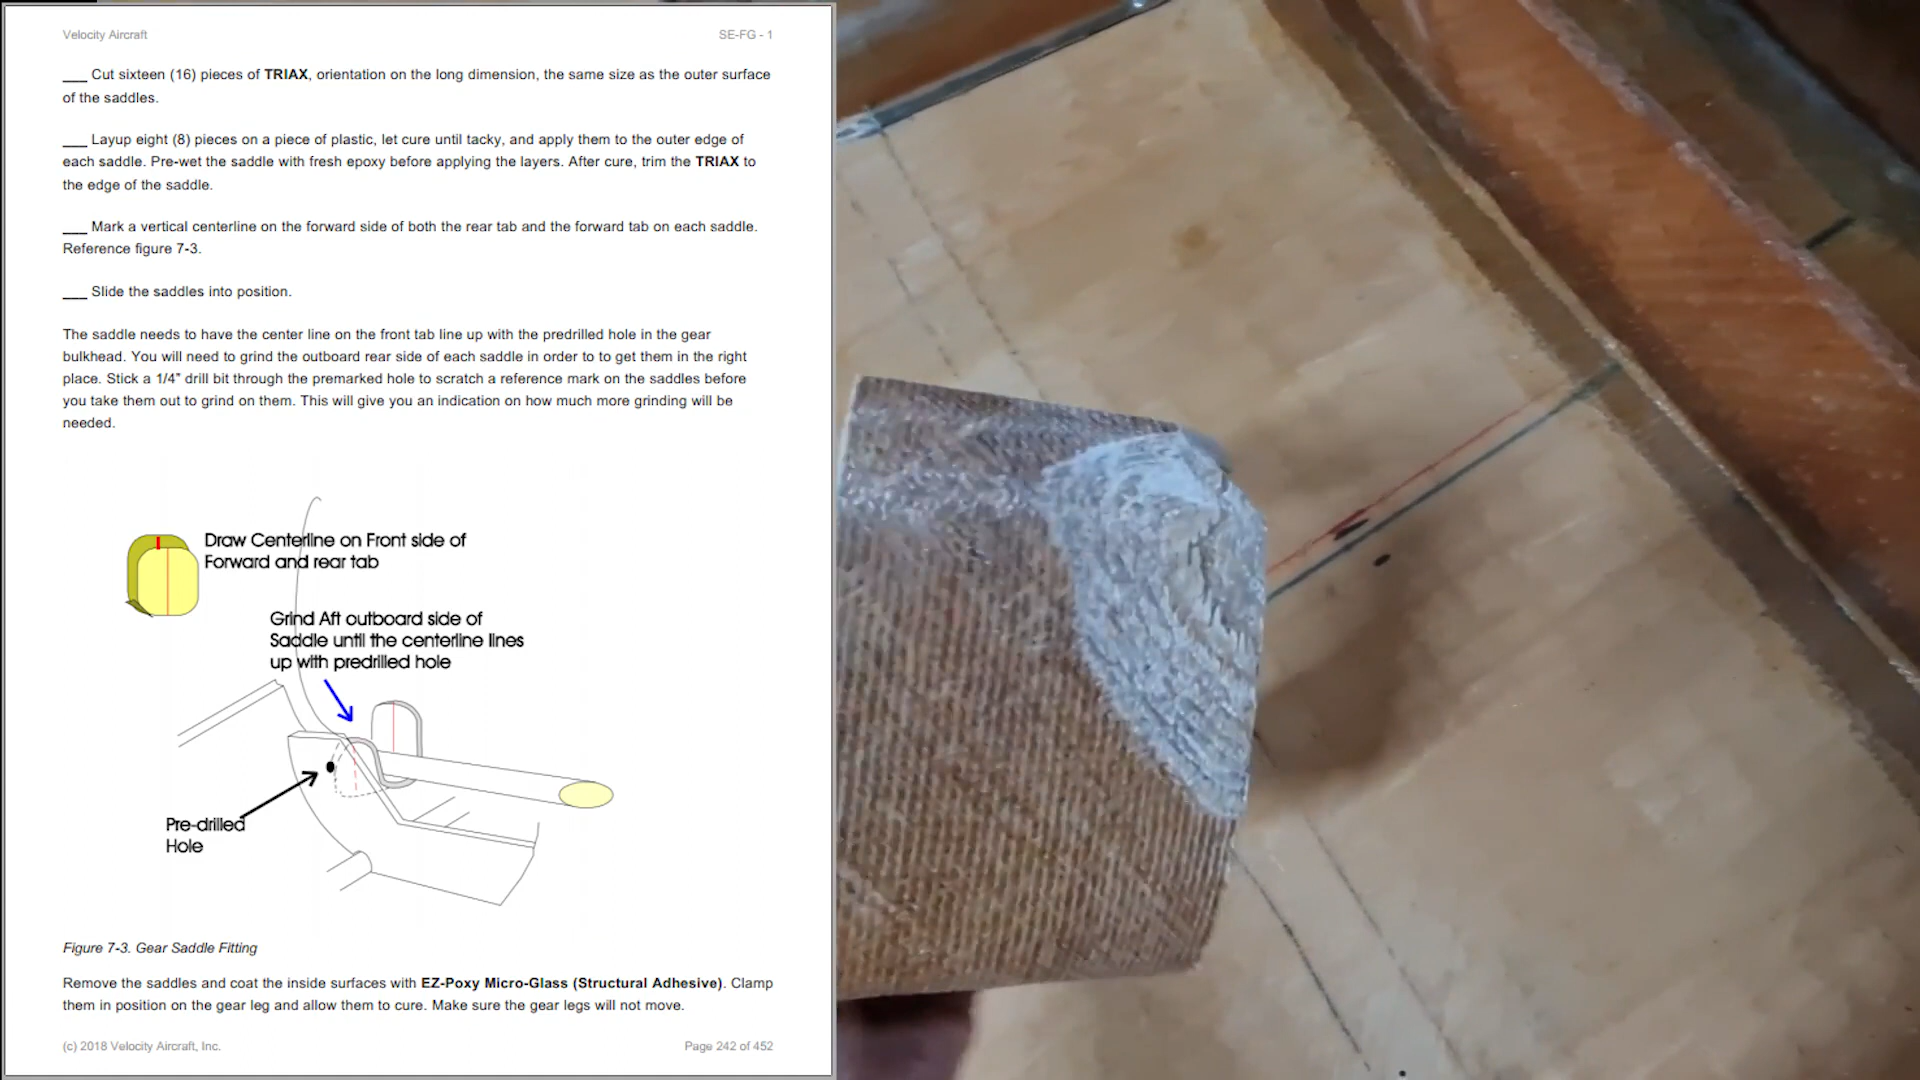 Velocity Aircraft
SE-FG - 1
___ Cut sixteen (16) pieces of TRIAX, orientation on the long dimension, the same size as the outer surface
of the saddles.
___ Layup eight (8) pieces on a piece of plastic, let cure until tacky, and apply them to the outer edge of
each saddle. Pre-wet the saddle with fresh epoxy before applying the layers. After cure, trim the TRIAX to
the edge of the saddle.
___ Mark a vertical centerline on the forward side of both the rear tab and the forward tab on each saddle.
Reference figure 7-3.
___ Slide the saddles into position.
The saddle needs to have the center line on the front tab line up with the predrilled hole in the gear
bulkhead. You will need to grind the outboard rear side of each saddle in order to to get them in the right
place. Stick a 1/4" drill bit through the premarked hole to scratch a reference mark on the saddles before
you take them out to grind on them. This will give you an indication on how much more grinding will be
needed.
Draw Centerline on Front side of
Forward and rear tab
Grind Aft outboard side of
Saddle until the centerline lines
up with predrilled hole
Pre-drilled
Hole
Figure 7-3. Gear Saddle Fitting
Remove the saddles and coat the inside surfaces with EZ-Poxy Micro-Glass (Structural Adhesive). Clamp
them in position on the gear leg and allow them to cure. Make sure the gear legs will not move.
(c) 2018 Velocity Aircraft, Inc.
Page 242 of 452